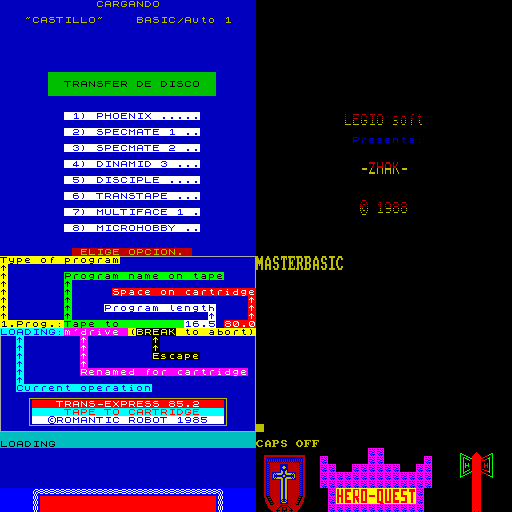 CARGANDO
"CASTILLO" BASIC/Auto 1
TRANSFER DE DISCO
1) PHOENIX .....
2) SPECMATE 1 ..
3) SPECMATE 2 ..
4) DINAMID 3 ...
5) DISCIPLE ....
6) TRANSTAPE ...
7) MULTIFACE 1 .
8) MICROHOBBY ..
ELIGE OPCION.
LEGIO soft
Presents
-ZHAK-
© 1988
Type of program
Program name on tape
Space on cartridge
Program length
1.Prog.:Tape to 16.5 80.0
LOADING:m'drive (BREAK to abort)
Escape
Renamed for cartridge
Current operation
TRANS-EXPRESS 85.2
TAPE TO CARTRIDGE
©ROMANTIC ROBOT 1985
LOADING
MASTERBASIC
CAPS OFF
HERO-QUEST
H H